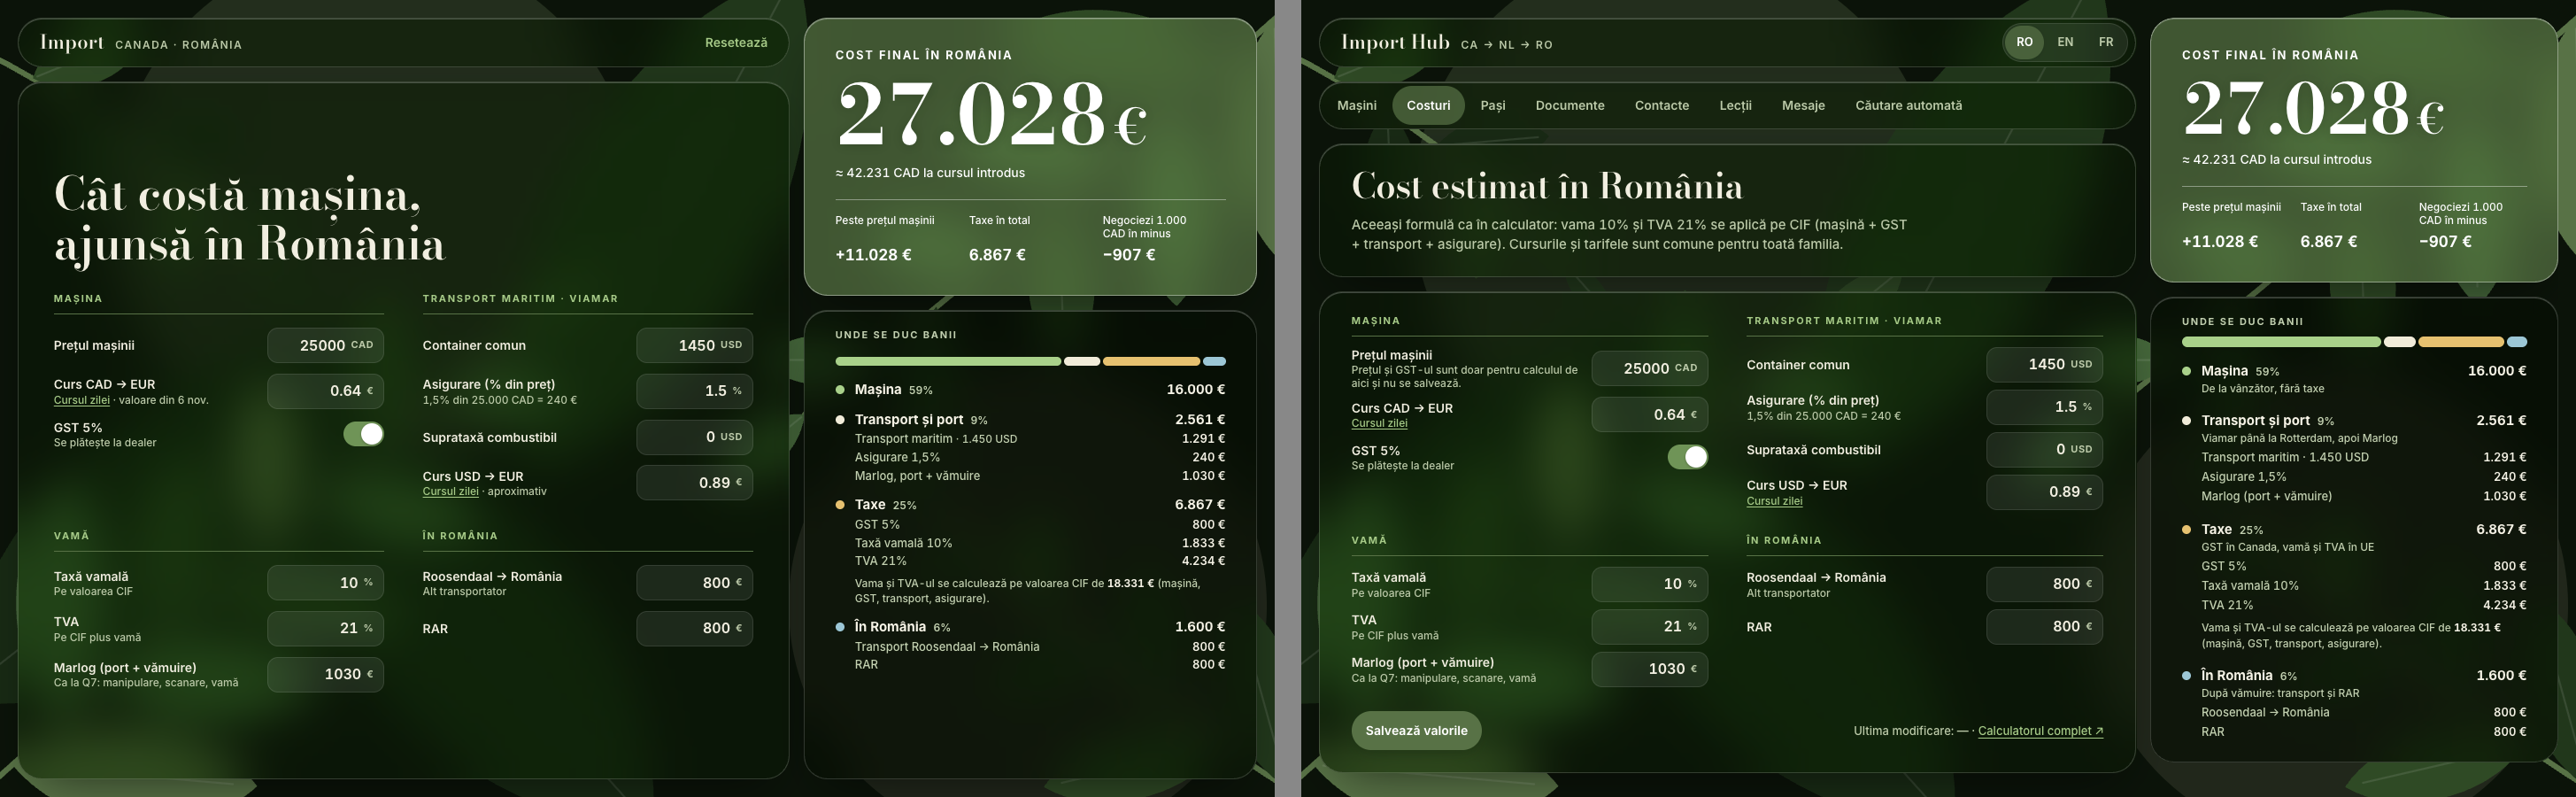 Import CANADA · ROMÂNIA
Resetează
Cât costă mașina,
ajunsă în România
MAȘINA
Prețul mașinii
25000 CAD
Curs CAD → EUR
Cursul zilei · valoare din 6 nov.
0.64 €
GST 5%
Se plătește la dealer
TRANSPORT MARITIM · VIAMAR
Container comun
1450 USD
Asigurare (% din preț)
1,5% din 25.000 CAD = 240 €
1.5 %
Suprataxă combustibil
0 USD
Curs USD → EUR
Cursul zilei · aproximativ
0.89 €
VAMĂ
Taxă vamală
Pe valoarea CIF
10 %
TVA
Pe CIF plus vamă
21 %
Marlog (port + vămuire)
Ca la Q7: manipulare, scanare, vamă
1030 €
ÎN ROMÂNIA
Roosendaal → România
Alt transportator
800 €
RAR
800 €
COST FINAL ÎN ROMÂNIA
27.028 €
≈ 42.231 CAD la cursul introdus
Peste prețul mașinii
+11.028 €
Taxe în total
6.867 €
Negociezi 1.000
CAD în minus
−907 €
UNDE SE DUC BANII
Mașina 59% 16.000 €
Transport și port 9% 2.561 €
Transport maritim · 1.450 USD 1.291 €
Asigurare 1,5% 240 €
Marlog, port + vămuire 1.030 €
Taxe 25% 6.867 €
GST 5% 800 €
Taxă vamală 10% 1.833 €
TVA 21% 4.234 €
Vama și TVA-ul se calculează pe valoarea CIF de 18.331 € (mașină,
GST, transport, asigurare).
În România 6% 1.600 €
Transport Roosendaal → România 800 €
RAR 800 €
Import Hub CA → NL → RO
RO EN FR
Mașini Costuri Pași Documente Contacte Lecții Mesaje Căutare automată
Cost estimat în România
Aceeași formulă ca în calculator: vama 10% și TVA 21% se aplică pe CIF (mașină + GST
+ transport + asigurare). Cursurile și tarifele sunt comune pentru toată familia.
MAȘINA
Prețul mașinii
Prețul și GST-ul sunt doar pentru calculul de
aici și nu se salvează.
25000 CAD
Curs CAD → EUR
Cursul zilei
0.64 €
GST 5%
Se plătește la dealer
TRANSPORT MARITIM · VIAMAR
Container comun
1450 USD
Asigurare (% din preț)
1,5% din 25.000 CAD = 240 €
1.5 %
Suprataxă combustibil
0 USD
Curs USD → EUR
Cursul zilei
0.89 €
VAMĂ
Taxă vamală
Pe valoarea CIF
10 %
TVA
Pe CIF plus vamă
21 %
Marlog (port + vămuire)
Ca la Q7: manipulare, scanare, vamă
1030 €
ÎN ROMÂNIA
Roosendaal → România
Alt transportator
800 €
RAR
800 €
Salvează valorile
Ultima modificare: — · Calculatorul complet ↗
COST FINAL ÎN ROMÂNIA
27.028 €
≈ 42.231 CAD la cursul introdus
Peste prețul mașinii
+11.028 €
Taxe în total
6.867 €
Negociezi 1.000
CAD în minus
−907 €
UNDE SE DUC BANII
Mașina 59% 16.000 €
De la vânzător, fără taxe
Transport și port 9% 2.561 €
Viamar până la Rotterdam, apoi Marlog
Transport maritim · 1.450 USD 1.291 €
Asigurare 1,5% 240 €
Marlog (port + vămuire) 1.030 €
Taxe 25% 6.867 €
GST în Canada, vamă și TVA în UE
GST 5% 800 €
Taxă vamală 10% 1.833 €
TVA 21% 4.234 €
Vama și TVA-ul se calculează pe valoarea CIF de 18.331 €
(mașină, GST, transport, asigurare).
În România 6% 1.600 €
După vămuire: transport și RAR
Roosendaal → România 800 €
RAR 800 €